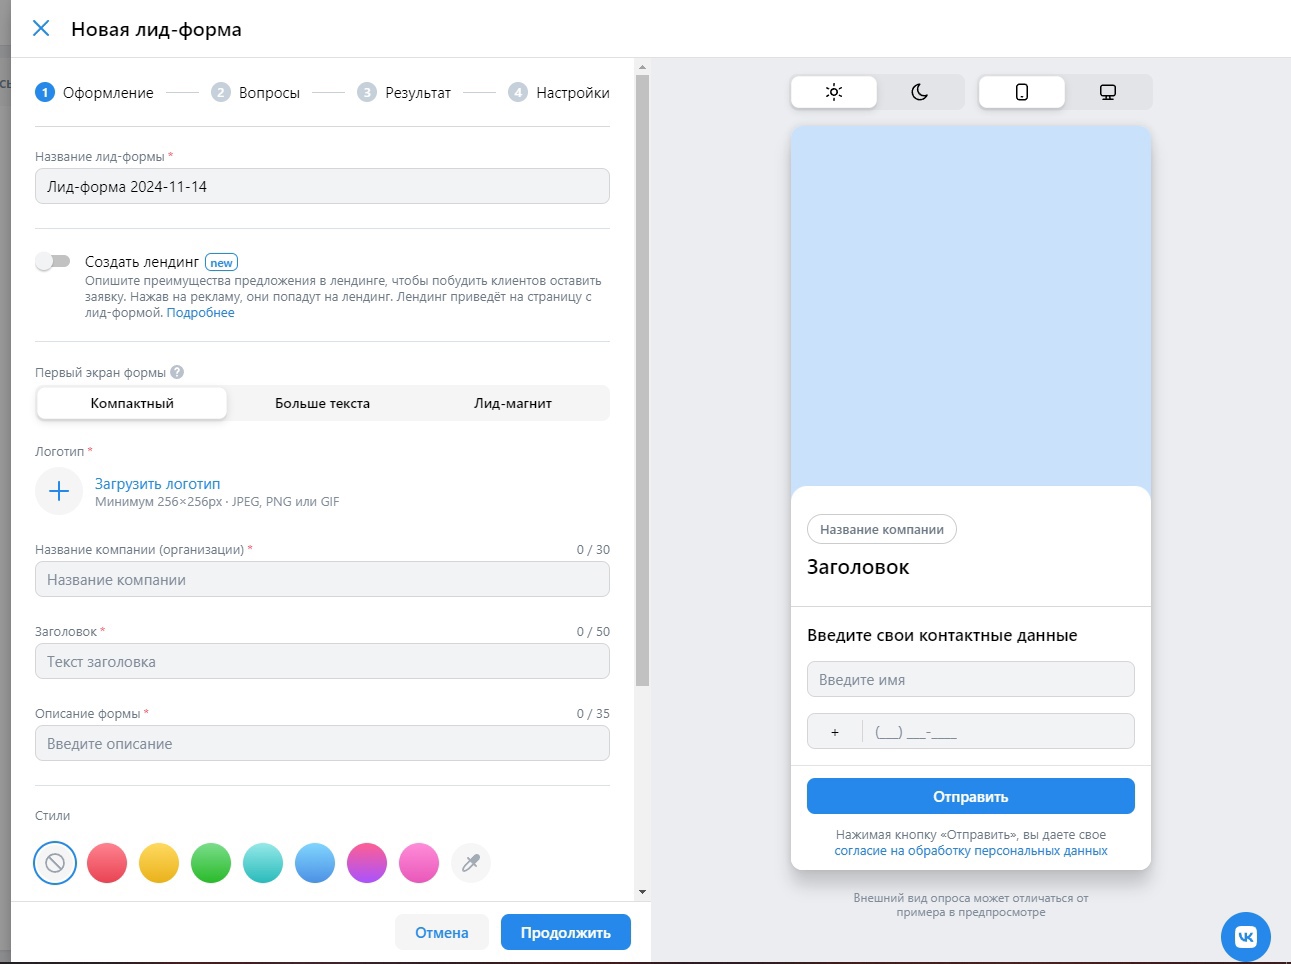 Новая лид-форма
1 Оформление
2 Вопросы
3 Результат
4 Настройки
Название лид-формы *
Лид-форма 2024-11-14
Создать лендинг new
Опишите преимущества предложения в лендинге, чтобы побудить клиентов оставить
заявку. Нажав на рекламу, они попадут на лендинг. Лендинг приведёт на страницу с
лид-формой. Подробнее
Первый экран формы ?
Компактный
Больше текста
Лид-магнит
Логотип *
Загрузить логотип
Минимум 256×256px · JPEG, PNG или GIF
Название компании (организации) * 0 / 30
Название компании
Заголовок * 0 / 50
Текст заголовка
Описание формы * 0 / 35
Введите описание
Стили
Отмена
Продолжить
Название компании
Заголовок
Введите свои контактные данные
Введите имя
+ (___) ___-____
Отправить
Нажимая кнопку «Отправить», вы даете свое
согласие на обработку персональных данных
Внешний вид опроса может отличаться от
примера в предпросмотре